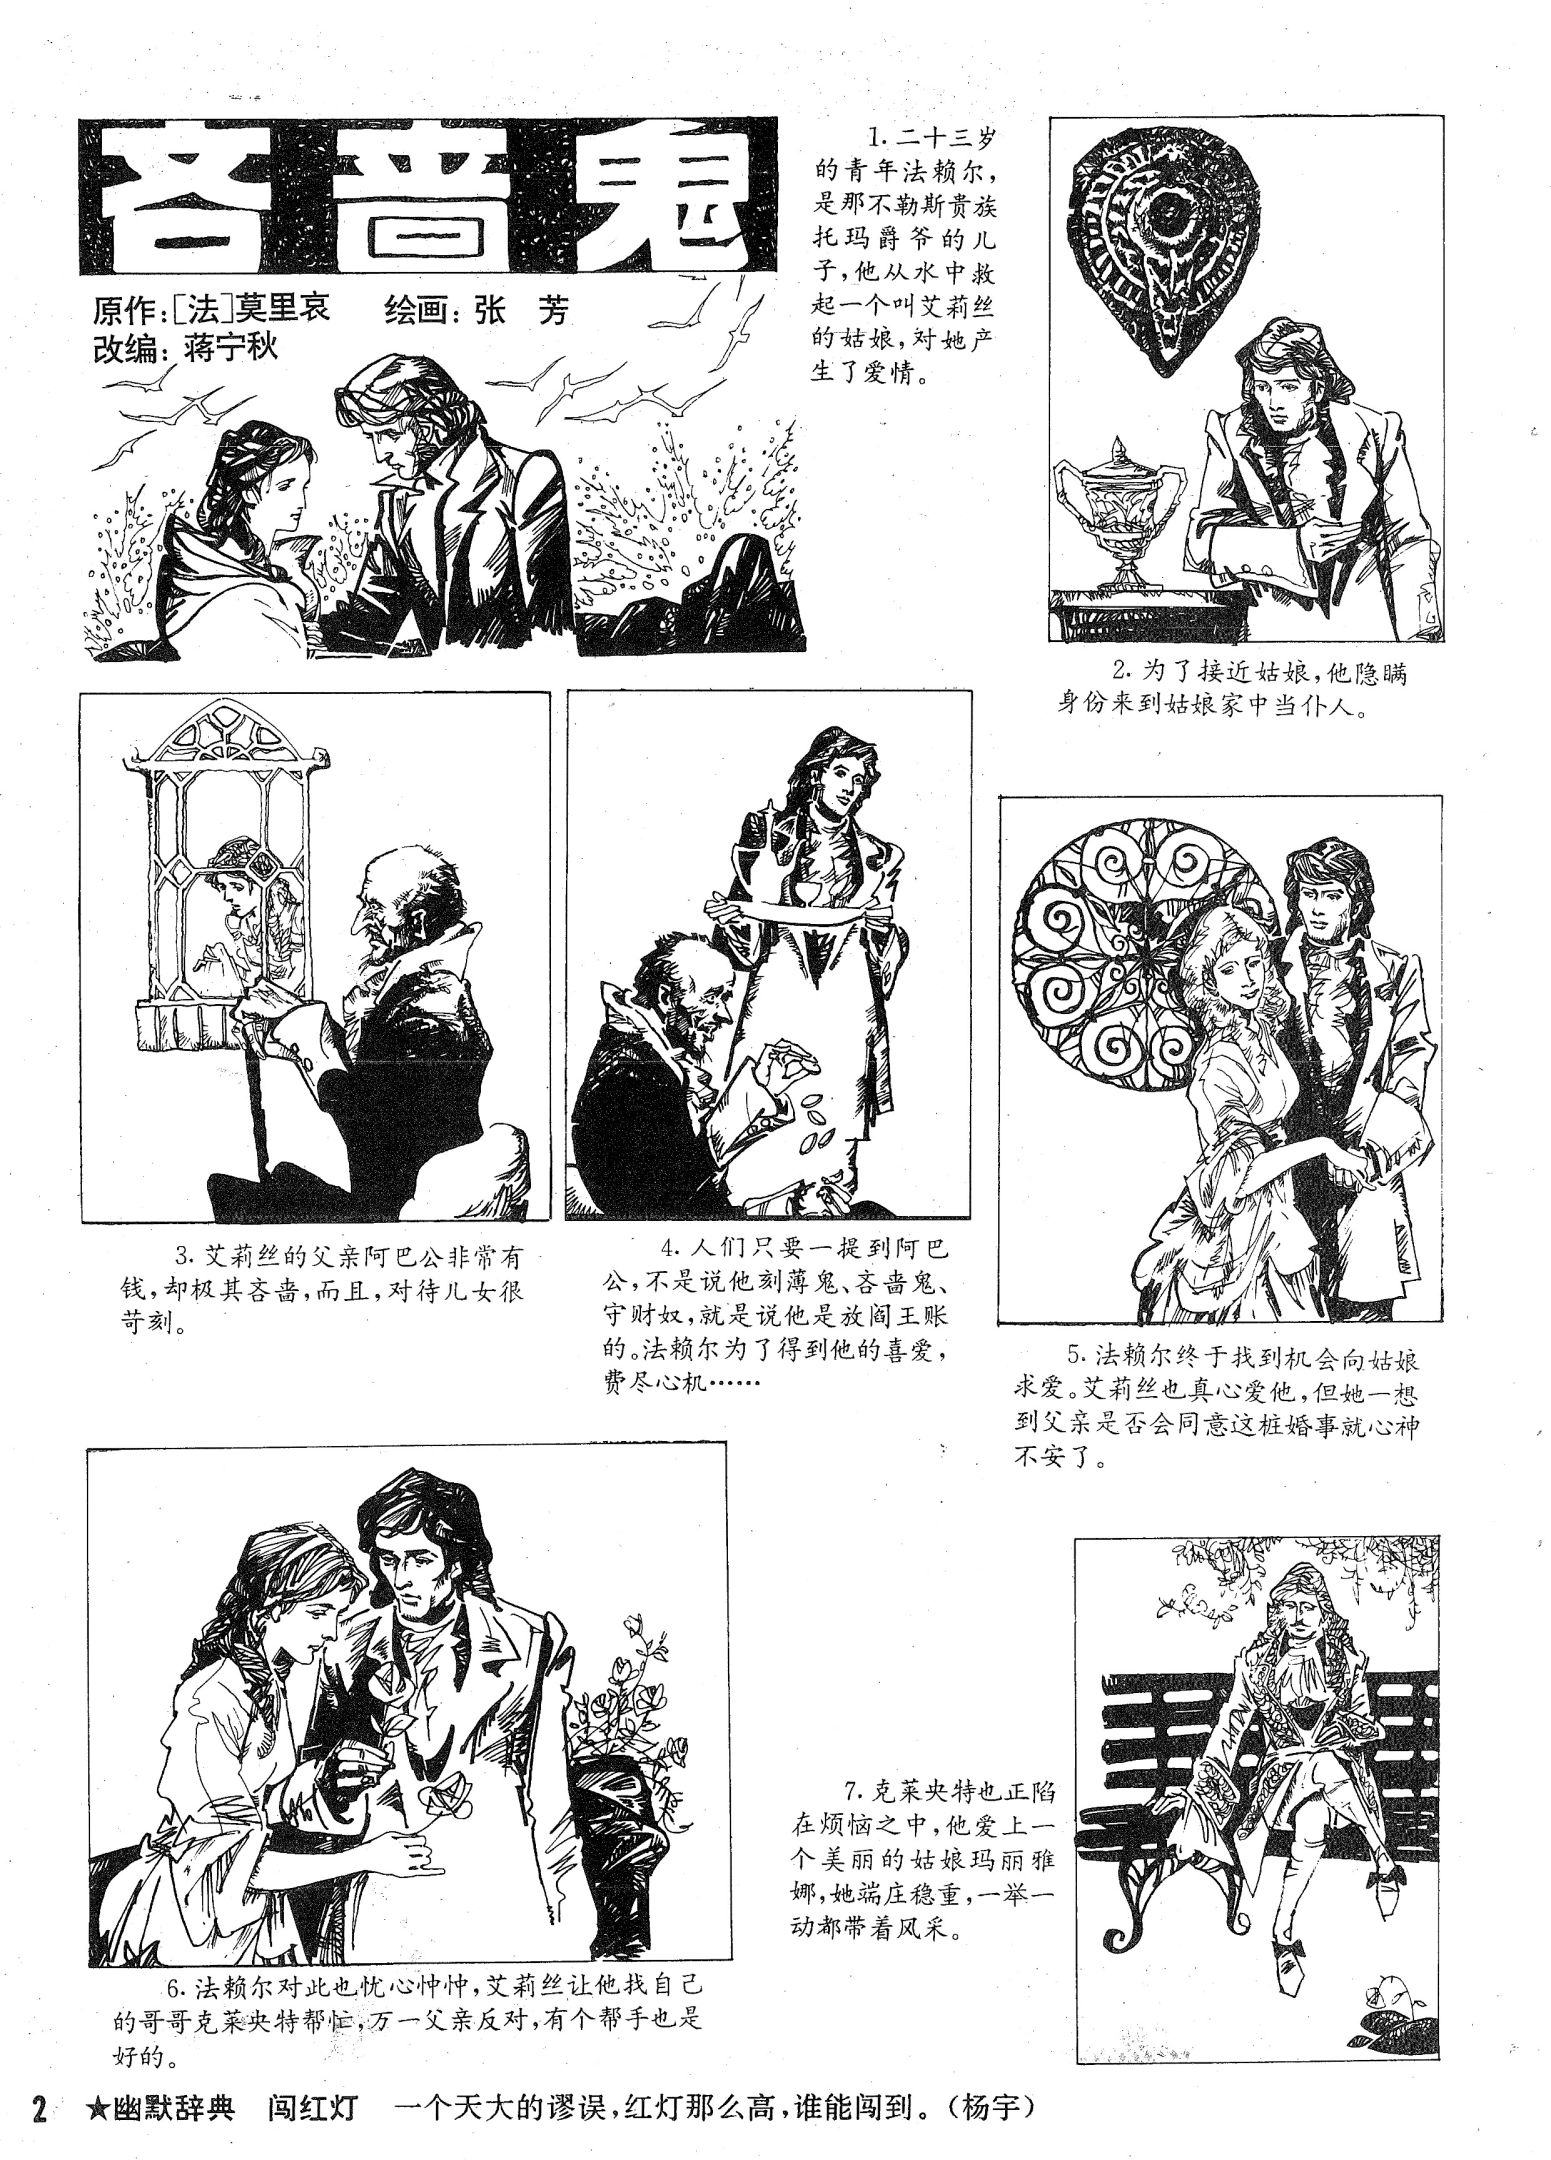 吝啬鬼
原作：[法]莫里哀　绘画：张　芳
改编：蒋宁秋
1. 二十三岁
的青年法赖尔，
是那不勒斯贵族
托玛爵爷的儿
子，他从水中救
起一个叫艾莉丝
的姑娘，对她产
生了爱情。
2. 为了接近姑娘，他隐瞒
身份来到姑娘家中当仆人。
3. 艾莉丝的父亲阿巴公非常有
钱，却极其吝啬，而且，对待儿女很
苛刻。
4. 人们只要一提到阿巴
公，不是说他刻薄鬼、吝啬鬼、
守财奴，就是说他是放阎王账
的。法赖尔为了得到他的喜爱，
费尽心机……
5. 法赖尔终于找到机会向姑娘
求爱。艾莉丝也真心爱他，但她一想
到父亲是否会同意这桩婚事就心神
不安了。
6. 法赖尔对此也忧心忡忡，艾莉丝让他找自己
的哥哥克莱央特帮忙，万一父亲反对，有个帮手也是
好的。
7. 克莱央特也正陷
在烦恼之中，他爱上一
个美丽的姑娘玛丽雅
娜，她端庄稳重，一举一
动都带着风采。
2　★幽默辞典　闯红灯　一个天大的谬误，红灯那么高，谁能闯到。（杨宇）